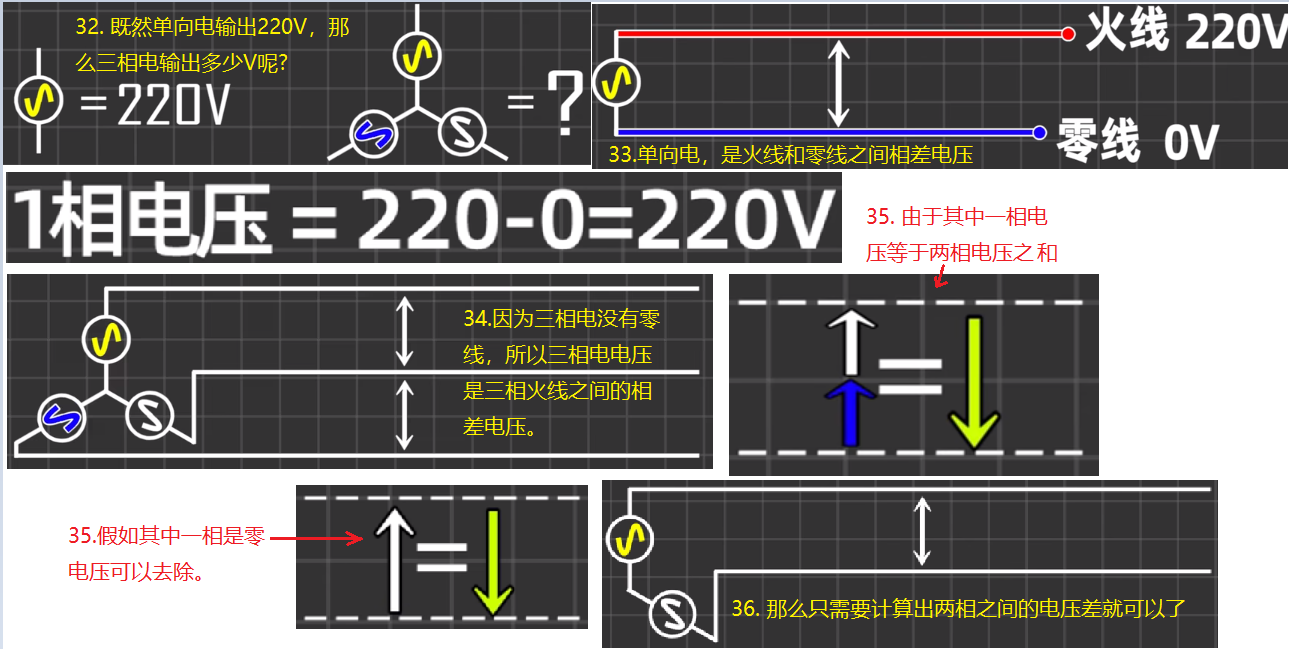 32. 既然单向电输出220V，那
么三相电输出多少V呢?
=220V
=?
火线 220V
零线 0V
33.单向电，是火线和零线之间相差电压
1相电压 = 220-0=220V
35. 由于其中一相电
压等于两相电压之和
34.因为三相电没有零
线，所以三相电电压
是三相火线之间的相
差电压。
=
35.假如其中一相是零
电压可以去除。
=
36. 那么只需要计算出两相之间的电压差就可以了